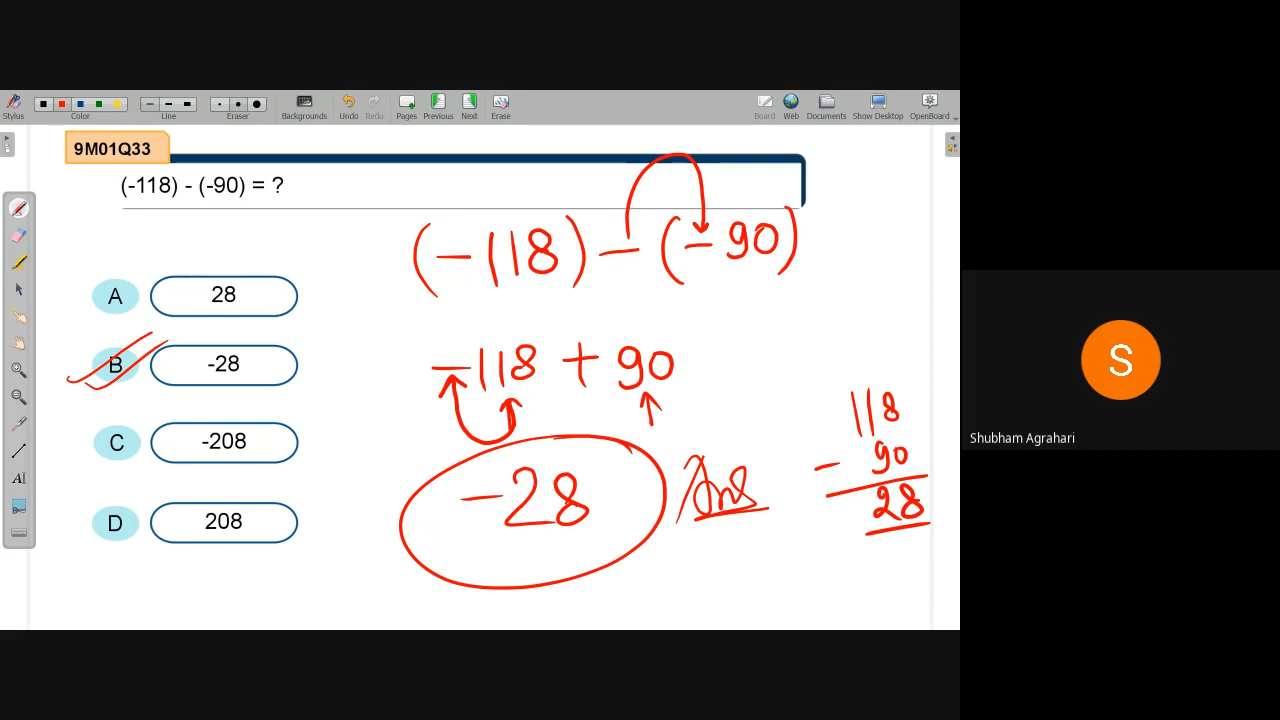 Stylus
Color
Line
Eraser
Backgrounds
Undo
Redo
Pages
Previous
Next
Erase
Board
Web
Documents
Show Desktop
OpenBoard
9M01Q33
(-118) - (-90) = ?
(-118) - (-90)
A 28
B -28
C -208
D 208
-118 + 90
-28 Ans
118
- 90
28
S
Shubham Agrahari